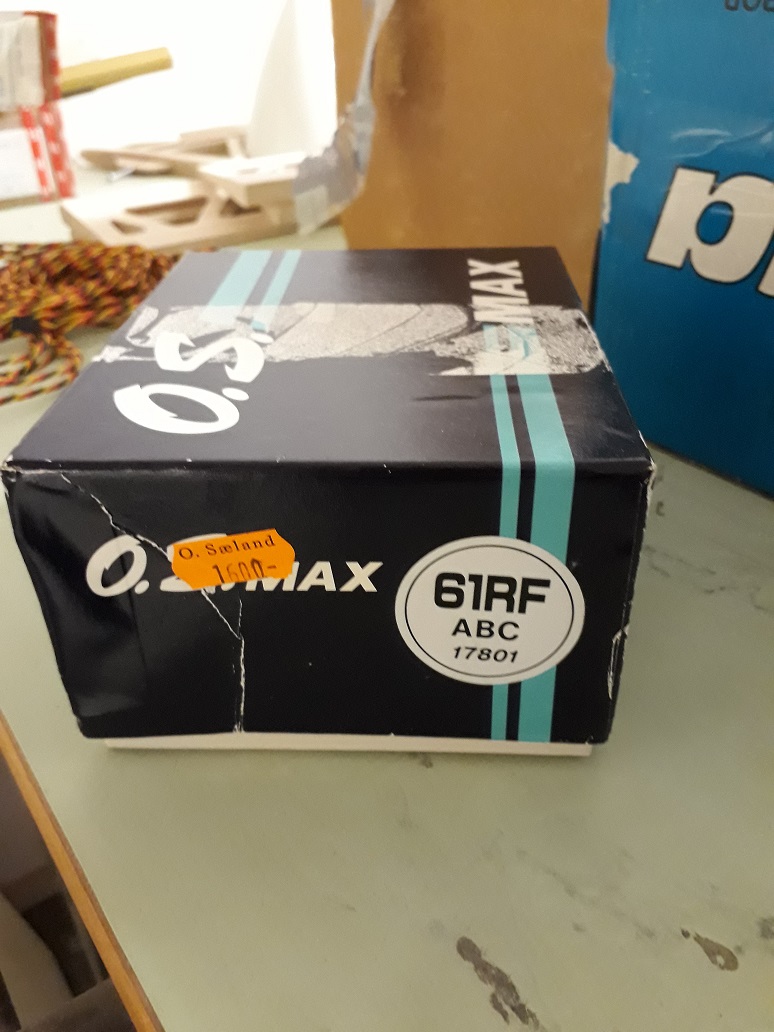 O.S. MAX
O. Sæland
1600-
O.S. MAX
61RF
ABC
17801